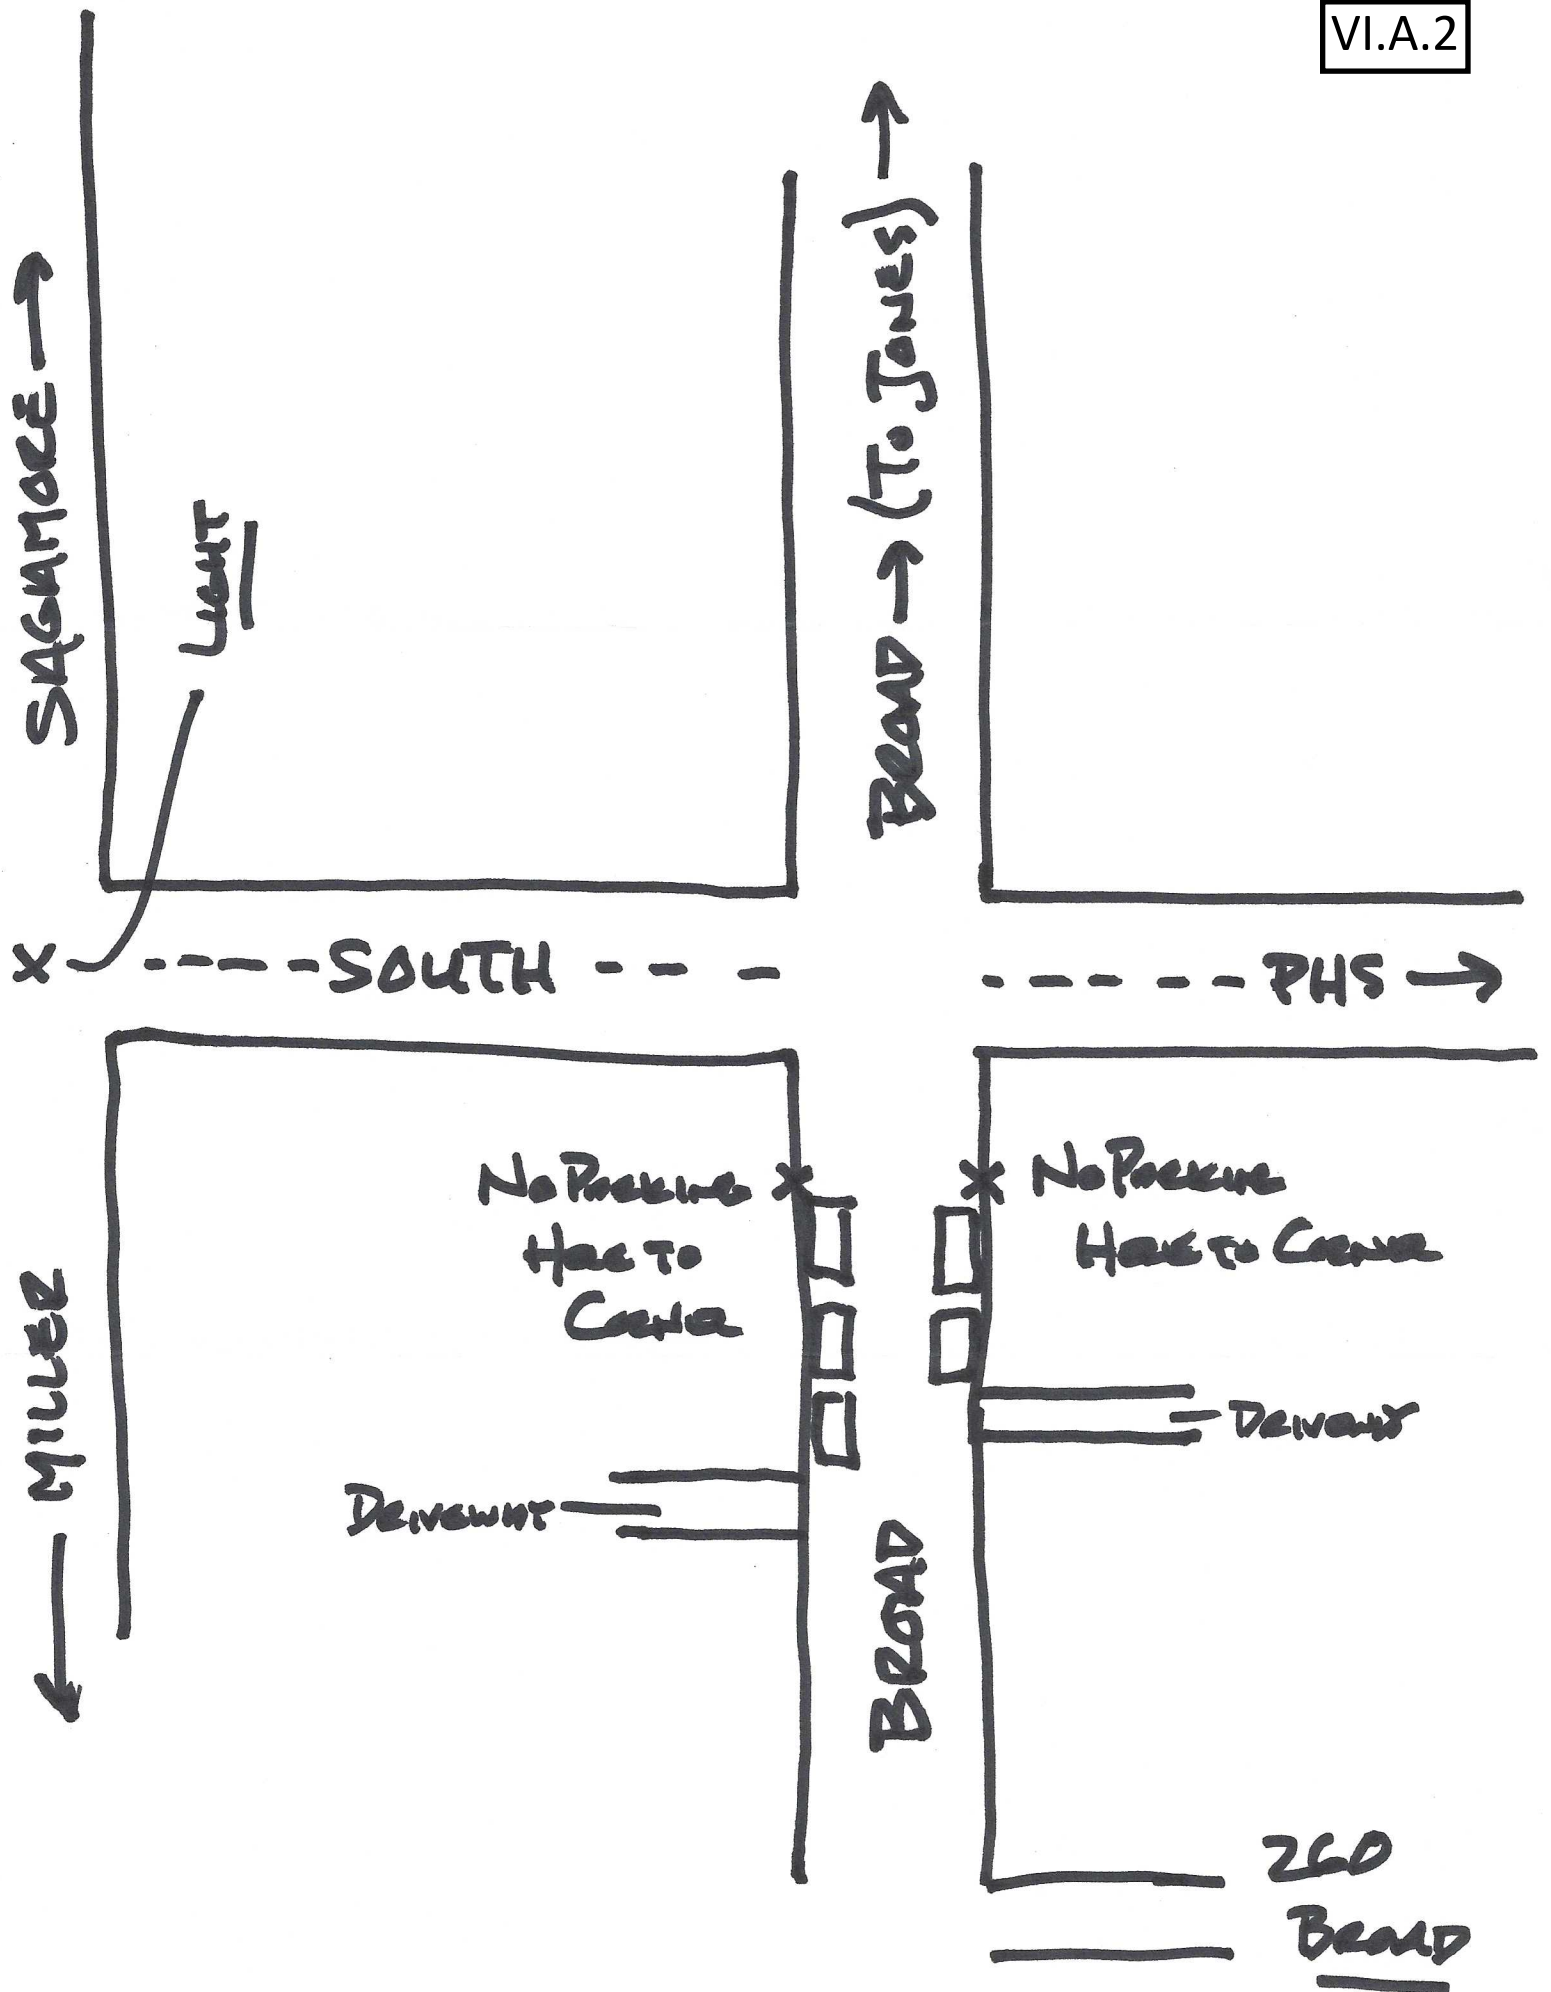 VI.A.2
SAGAMORE →
LIGHT
BROAD → (TO JONES) →
X
SOUTH
PHS →
NO PARKING X
HERE TO
CORNER
X NO PARKING
HERE TO CORNER
← MILLER
DRIVEWAY
DRIVEWAY
BROAD
260
BROAD